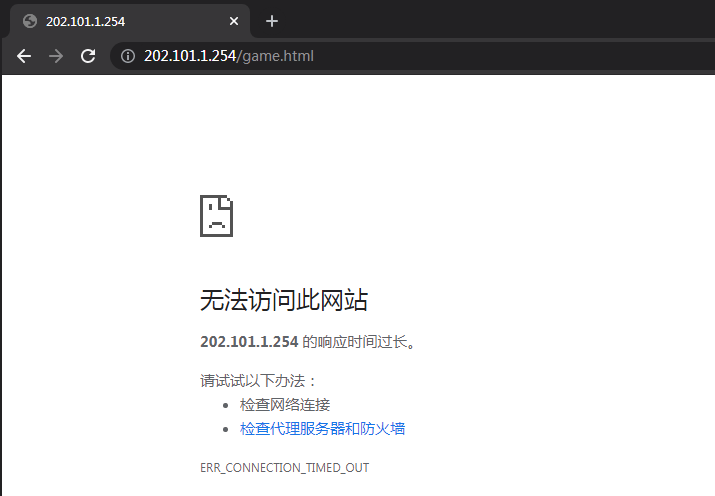 202.101.1.254
202.101.1.254/game.html
无法访问此网站
202.101.1.254 的响应时间过长。
请试试以下办法：
• 检查网络连接
• 检查代理服务器和防火墙
ERR_CONNECTION_TIMED_OUT